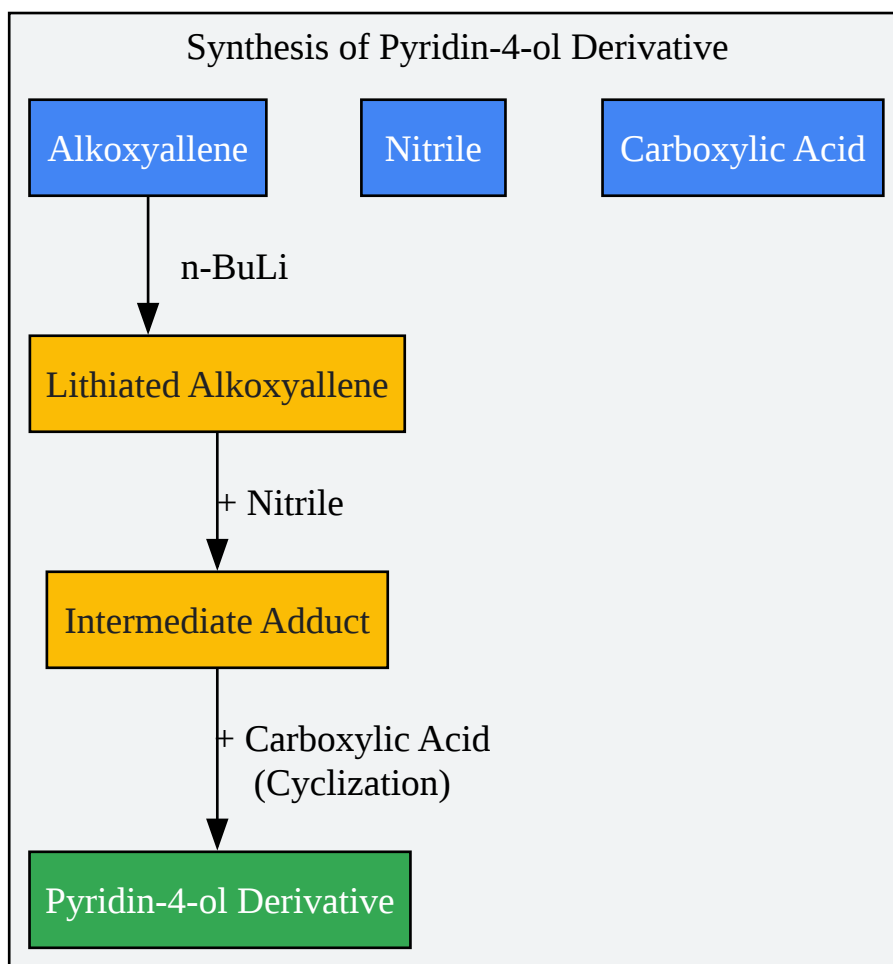 Synthesis of Pyridin-4-ol Derivative
Alkoxyallene
Nitrile
Carboxylic Acid
n-BuLi
Lithiated Alkoxyallene
+ Nitrile
Intermediate Adduct
+ Carboxylic Acid
(Cyclization)
Pyridin-4-ol Derivative